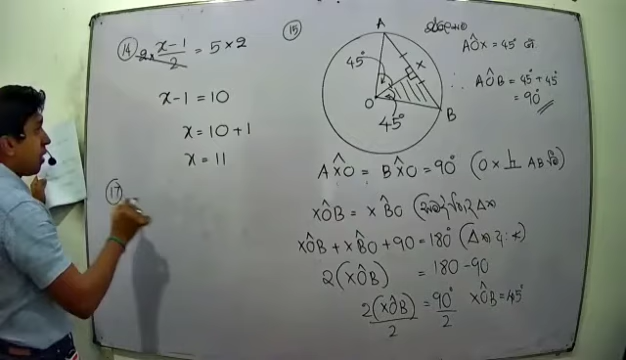 (14) 2 × (x-1)/2 = 5 × 2
x-1 = 10
x = 10 + 1
x = 11
(17)
(15)
A
45°
x
O
45°
B
AÔX = 45°
∴ AÔB = 45° + 45°
= 90°
AX̂O = BX̂O = 90° (OX ⊥ AB
XÔB = XB̂O
XÔB + XB̂O + 90 = 180°
2(XÔB) = 180 - 90
2(XÔB)/2 = 90°/2 XÔB = 45°